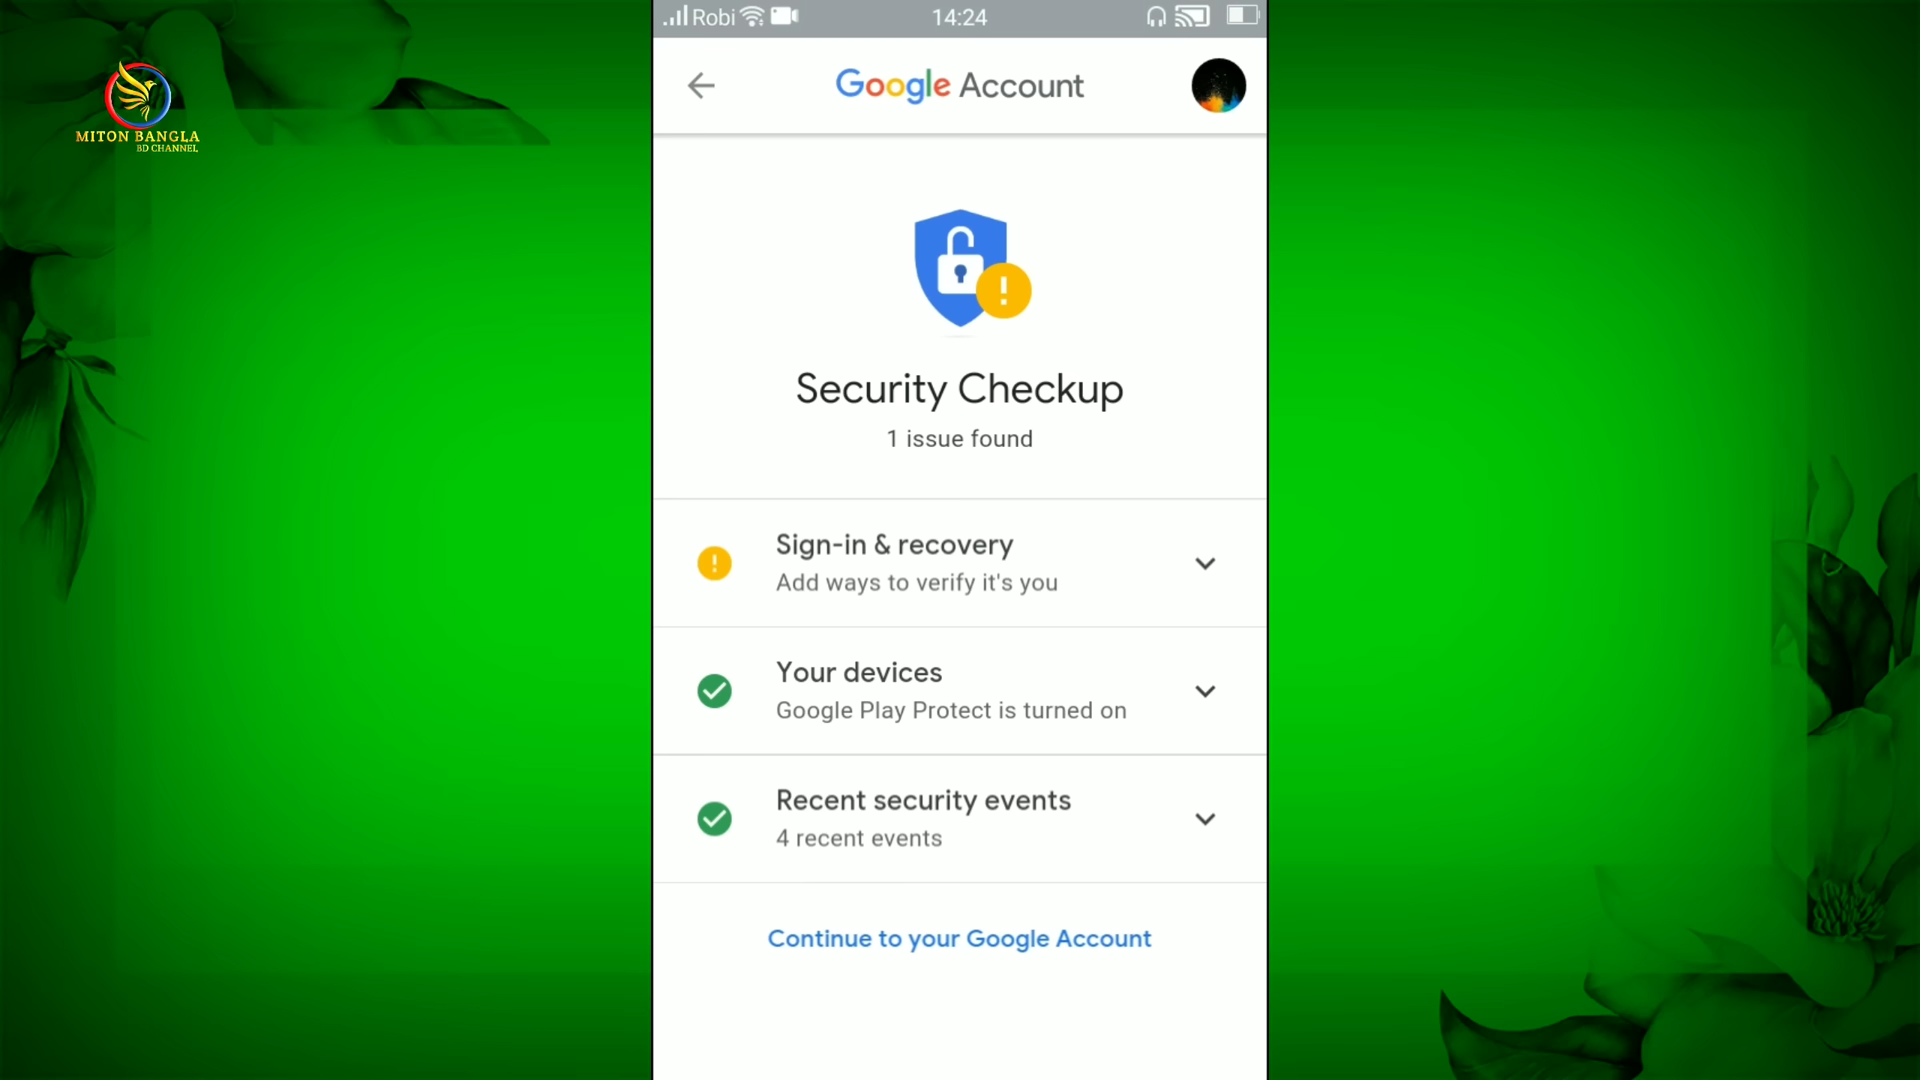 Robi
14:24
MITON BANGLA
BD CHANNEL
Google Account
Security Checkup
1 issue found
Sign-in & recovery
Add ways to verify it's you
Your devices
Google Play Protect is turned on
Recent security events
4 recent events
Continue to your Google Account